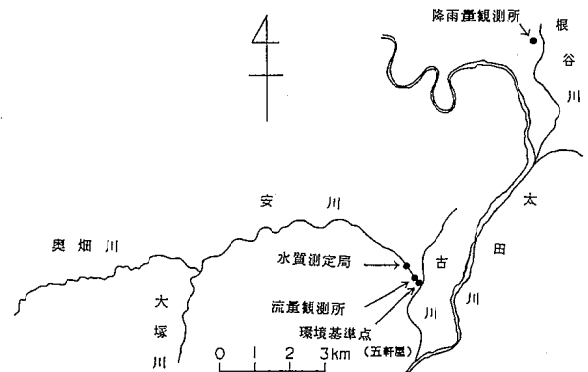 降雨量観測所
根谷川
太田川
安川
奥畑川
大塚川
古川
水質測定局
流量観測所
環境基準点
(五軒屋)
0 1 2 3km